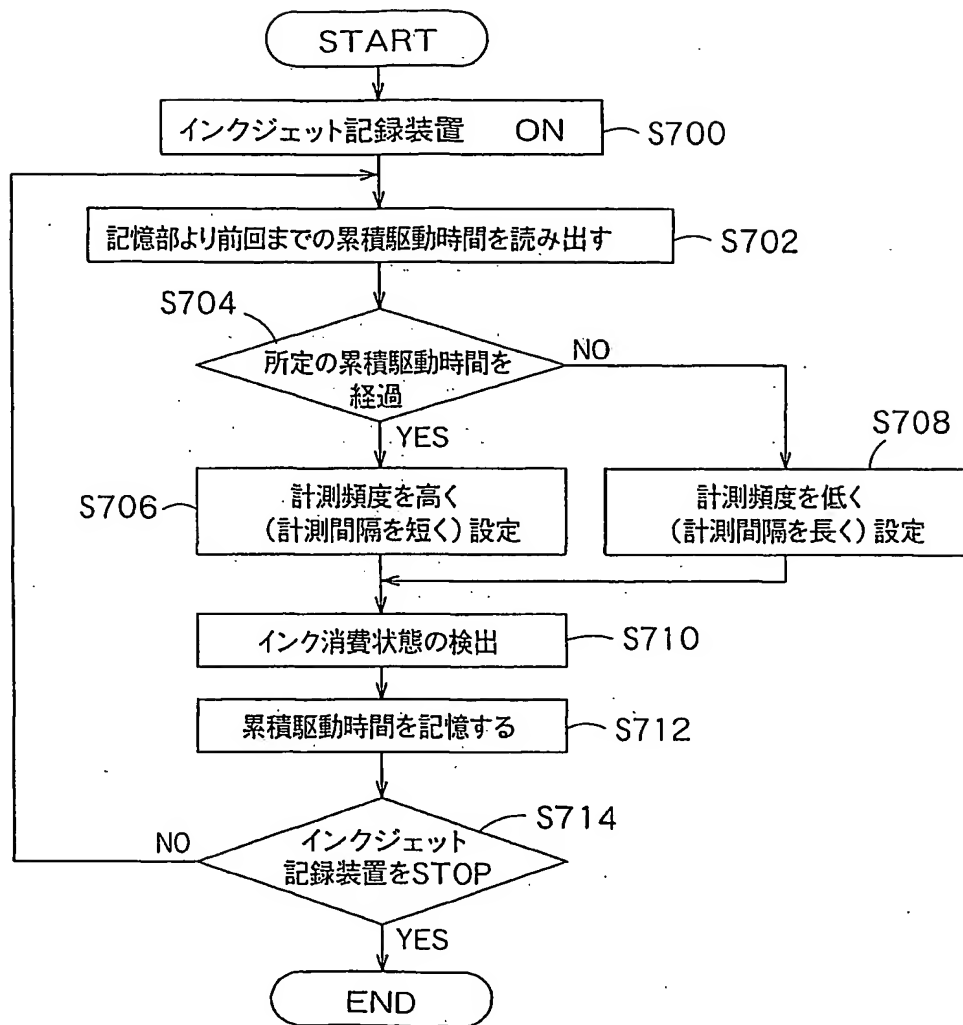 START
インクジェット記録装置 ON
S700
記憶部より前回までの累積駆動時間を読み出す
S702
S704
所定の累積駆動時間を
経過
NO
YES
S706
計測頻度を高く
(計測間隔を短く)設定
S708
計測頻度を低く
(計測間隔を長く)設定
インク消費状態の検出
S710
累積駆動時間を記憶する
S712
S714
インクジェット
記録装置をSTOP
NO
YES
END